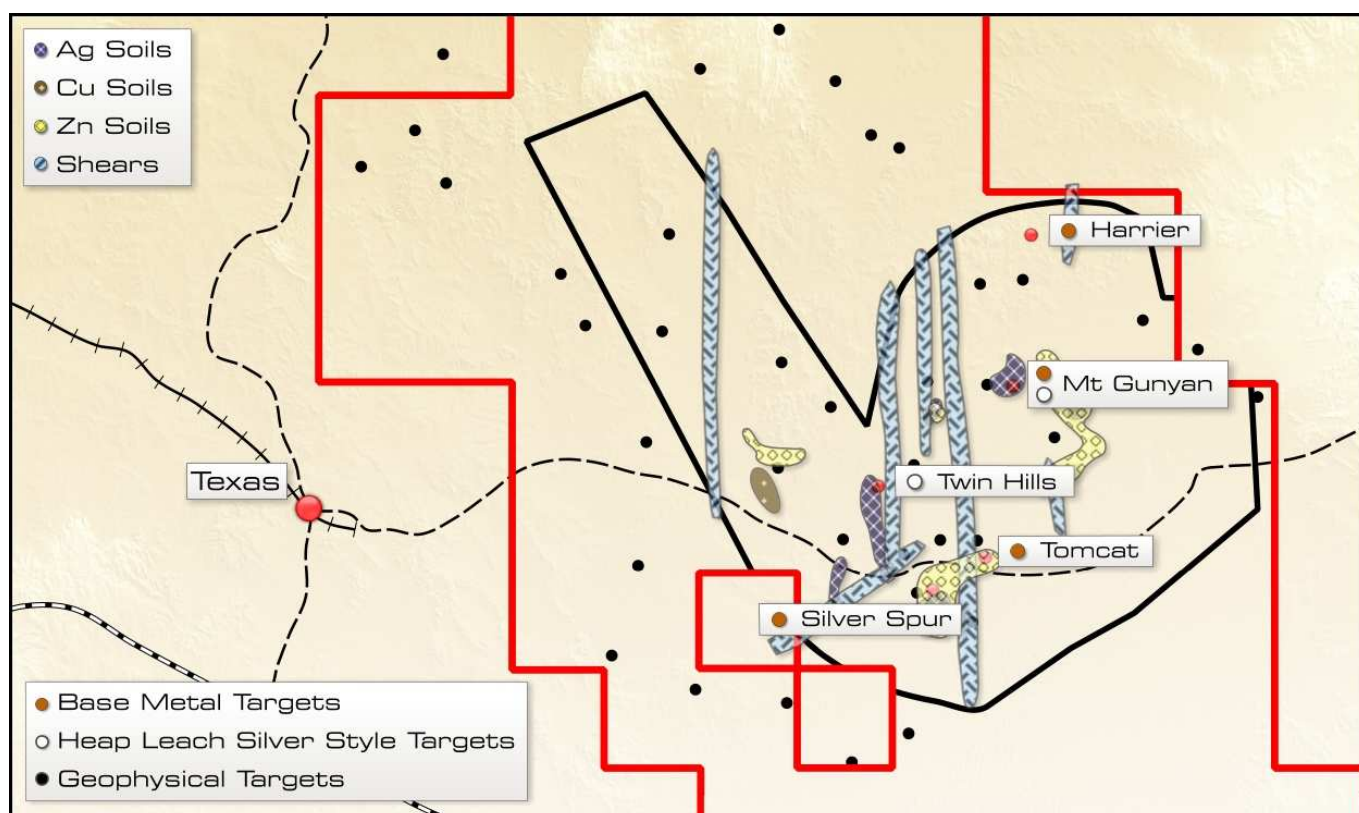 Ag Soils
Cu Soils
Zn Soils
Shears
Harrier
Mt Gunyan
Texas
Twin Hills
Tomcat
Silver Spur
Base Metal Targets
Heap Leach Silver Style Targets
Geophysical Targets